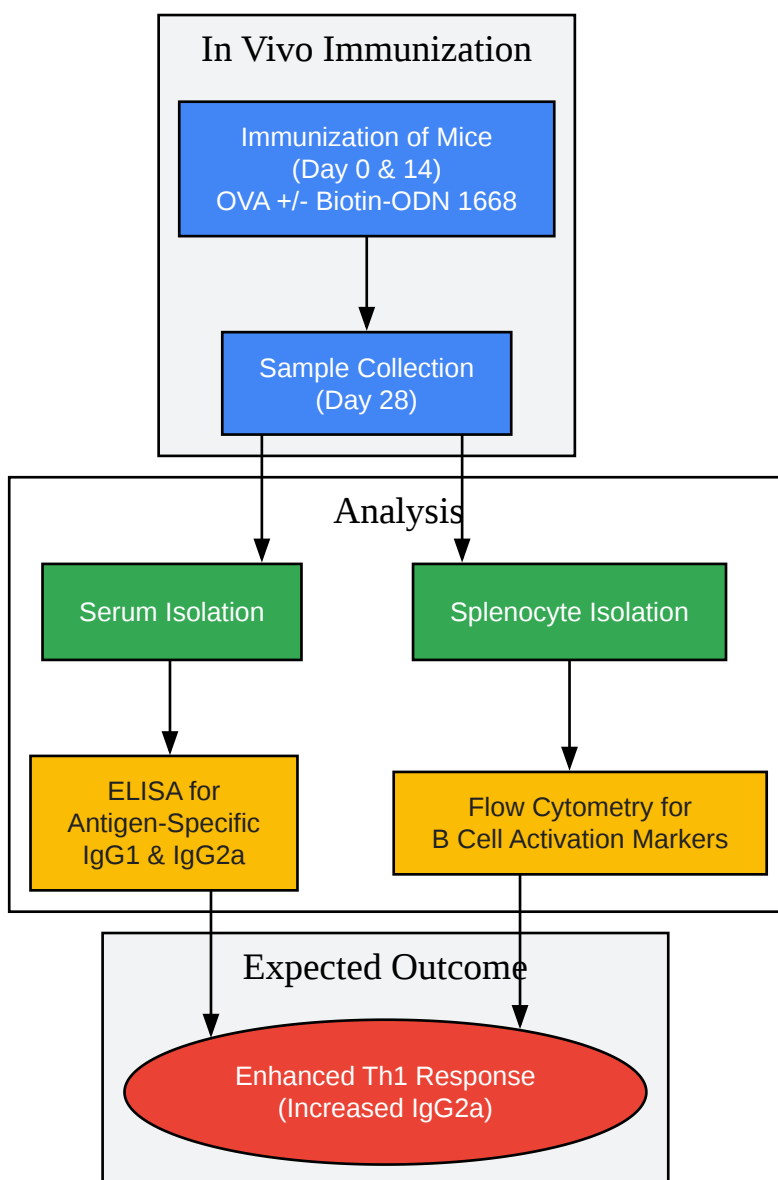 In Vivo Immunization
Immunization of Mice
(Day 0 & 14)
OVA +/- Biotin-ODN 1668
Sample Collection
(Day 28)
Analysis
Serum Isolation
Splenocyte Isolation
ELISA for
Antigen-Specific
IgG1 & IgG2a
Flow Cytometry for
B Cell Activation Markers
Expected Outcome
Enhanced Th1 Response
(Increased IgG2a)